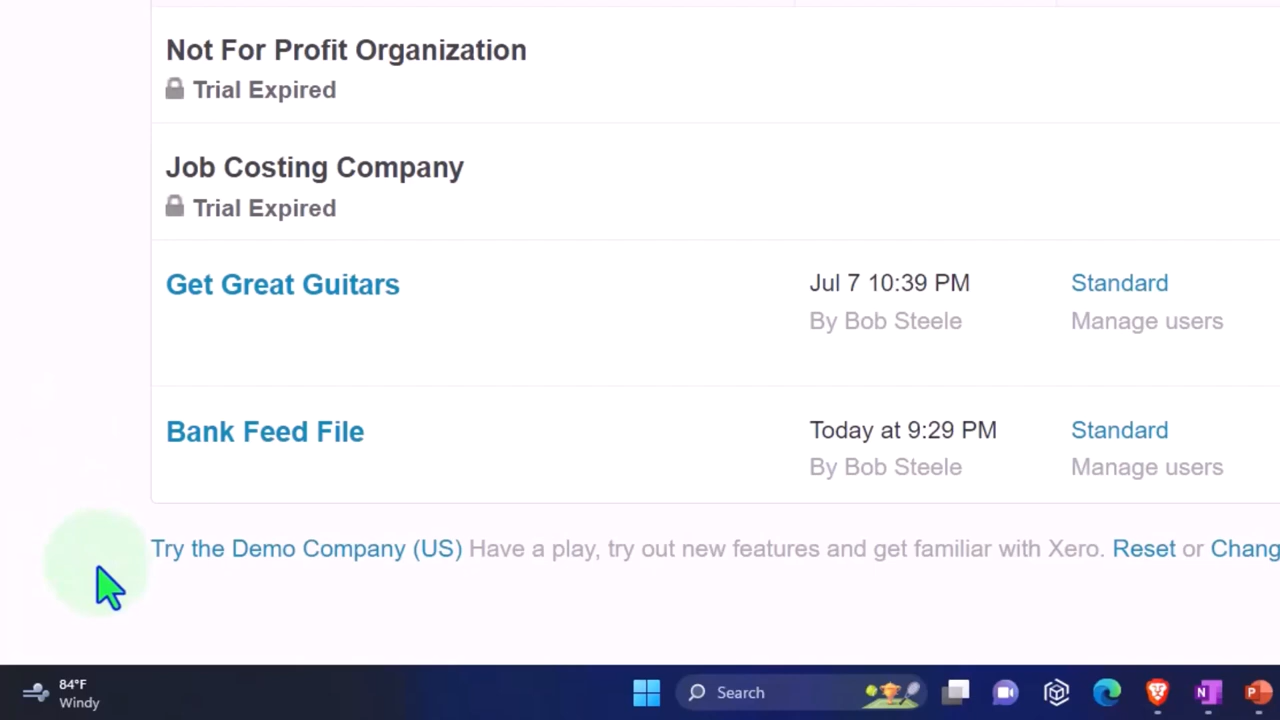 Not For Profit Organization
Trial Expired
Job Costing Company
Trial Expired
Get Great Guitars
Jul 7 10:39 PM
Standard
By Bob Steele
Manage users
Bank Feed File
Today at 9:29 PM
Standard
By Bob Steele
Manage users
Try the Demo Company (US) Have a play, try out new features and get familiar with Xero. Reset or Chang
84°F
Windy
Search